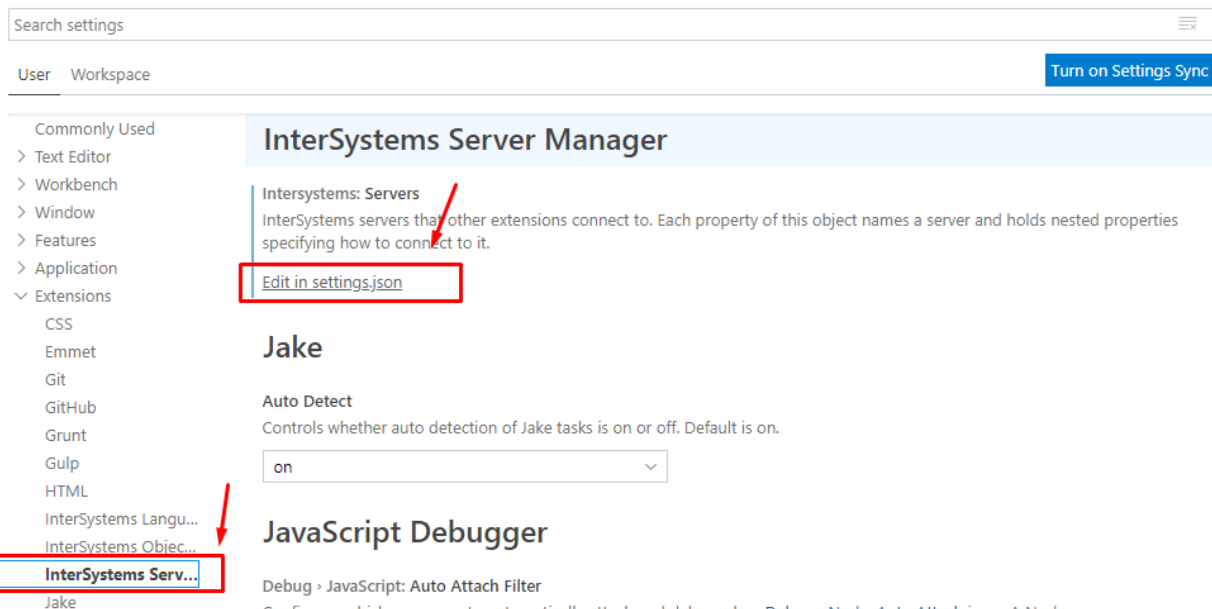 Search settings
User Workspace
Turn on Settings Sync
Commonly Used
Text Editor
Workbench
Window
Features
Application
Extensions
CSS
Emmet
Git
GitHub
Grunt
Gulp
HTML
InterSystems Langu...
InterSystems Objec...
InterSystems Serv...
Jake
InterSystems Server Manager
Intersystems: Servers
InterSystems servers that other extensions connect to. Each property of this object names a server and holds nested properties
specifying how to connect to it.
Edit in settings.json
Jake
Auto Detect
Controls whether auto detection of Jake tasks is on or off. Default is on.
on
JavaScript Debugger
Debug › JavaScript: Auto Attach Filter